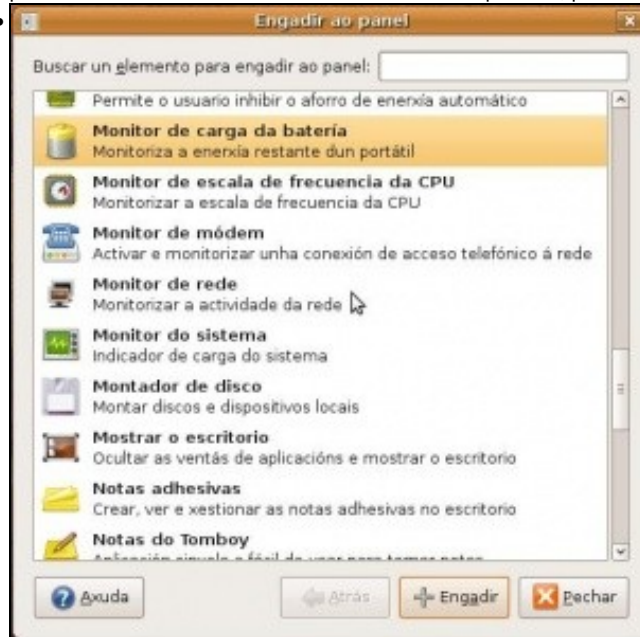 Engadir ao panel
Buscar un elemento para engadir ao panel:
Permite o usuario inhibir o aforro de enerxía automático
Monitor de carga da batería
Monitoriza a enerxia restante dun portátil
Monitor de escala de frecuencia da CPU
Monitorizar a escala de frecuencia da CPU
Monitor de módem
Activar e monitorizar unha conexión de acceso telefónico á rede
Monitor de rede
Monitorizar a actividade da rede
Monitor do sistema
Indicador de carga do sistema
Montador de disco
Montar discos e dispositivos locais
Mostrar o escritorio
Ocultar as ventás de aplicacións e mostrar o escritorio
Notas adhesivas
Crear, ver e xestionar as notas adhesivas no escritorio
Notas do Tomboy
Axuda
Atrás
Engadir
Pechar